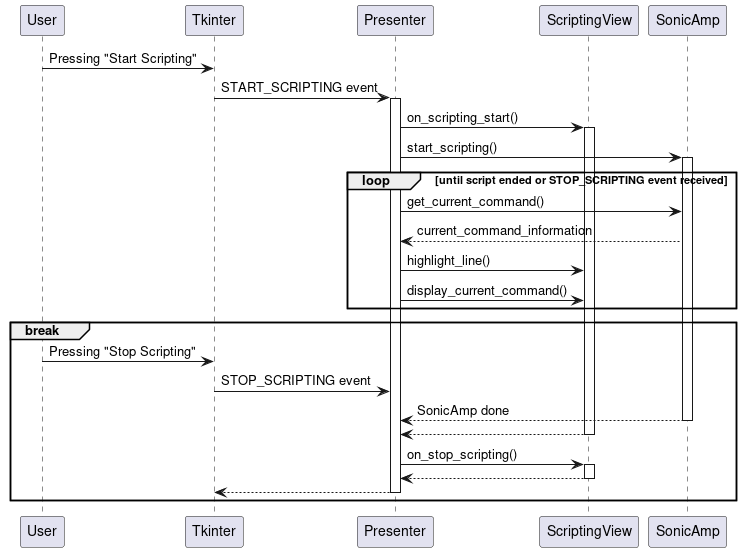 User Tkinter Presenter ScriptingView SonicAmp
Pressing "Start Scripting"
START_SCRIPTING event
on_scripting_start()
start_scripting()
loop [until script ended or STOP_SCRIPTING event received]
get_current_command()
current_command_information
highlight_line()
display_current_command()
break
Pressing "Stop Scripting"
STOP_SCRIPTING event
SonicAmp done
on_stop_scripting()
User Tkinter Presenter ScriptingView SonicAmp